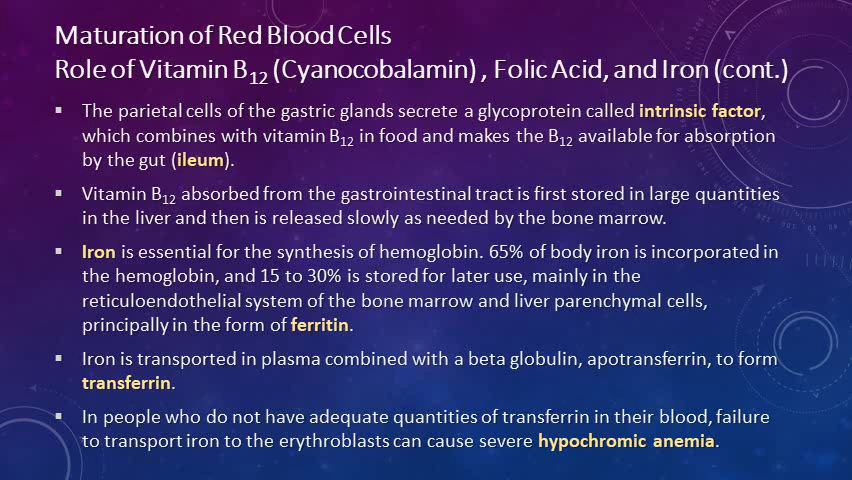 Maturation of Red Blood Cells
Role of Vitamin B12 (Cyanocobalamin) , Folic Acid, and Iron (cont.)
▪ The parietal cells of the gastric glands secrete a glycoprotein called intrinsic factor,
which combines with vitamin B12 in food and makes the B12 available for absorption
by the gut (ileum).
▪ Vitamin B12 absorbed from the gastrointestinal tract is first stored in large quantities
in the liver and then is released slowly as needed by the bone marrow.
▪ Iron is essential for the synthesis of hemoglobin. 65% of body iron is incorporated in
the hemoglobin, and 15 to 30% is stored for later use, mainly in the
reticuloendothelial system of the bone marrow and liver parenchymal cells,
principally in the form of ferritin.
▪ Iron is transported in plasma combined with a beta globulin, apotransferrin, to form
transferrin.
▪ In people who do not have adequate quantities of transferrin in their blood, failure
to transport iron to the erythroblasts can cause severe hypochromic anemia.